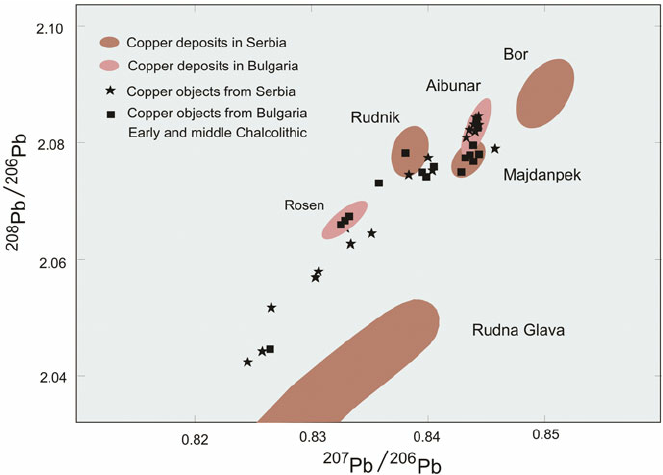 2.10
Copper deposits in Serbia
Copper deposits in Bulgaria
Copper objects from Serbia
Copper objects from Bulgaria
Early and middle Chalcolithic
Bor
Aibunar
Rudnik
2.08
Majdanpek
208Pb/206Pb
Rosen
2.06
Rudna Glava
2.04
0.82
0.83
0.84
0.85
207Pb/206Pb